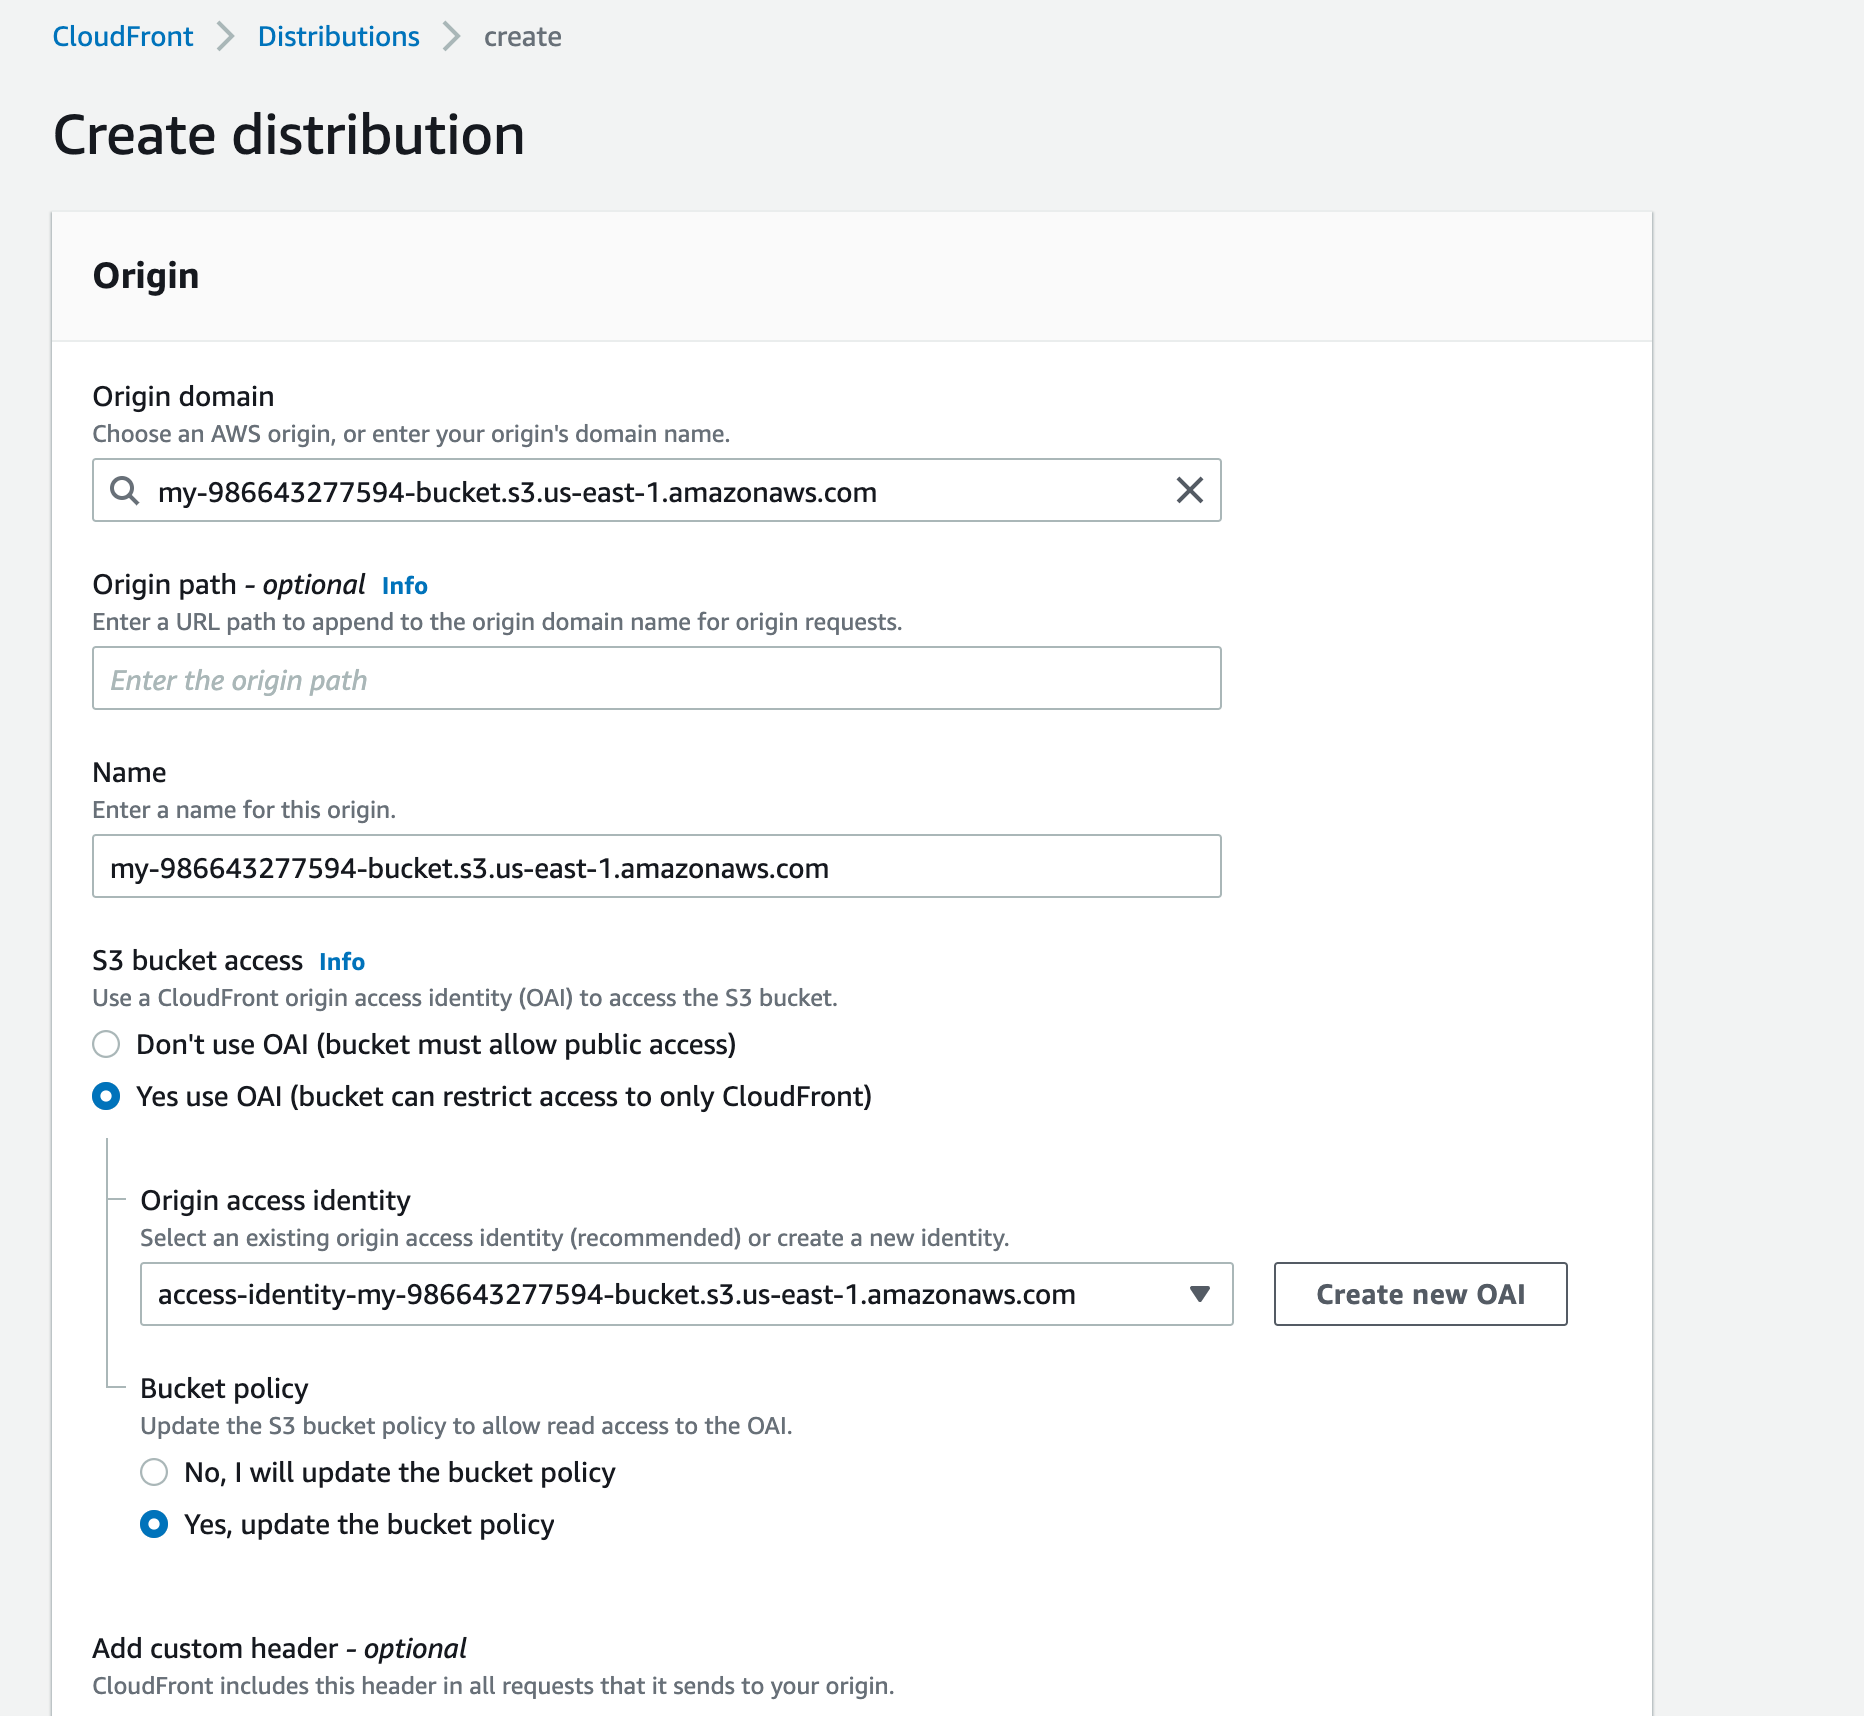 CloudFront > Distributions > create
Create distribution
Origin
Origin domain
Choose an AWS origin, or enter your origin's domain name.
my-986643277594-bucket.s3.us-east-1.amazonaws.com
Origin path - optional Info
Enter a URL path to append to the origin domain name for origin requests.
Enter the origin path
Name
Enter a name for this origin.
my-986643277594-bucket.s3.us-east-1.amazonaws.com
S3 bucket access Info
Use a CloudFront origin access identity (OAI) to access the S3 bucket.
Don't use OAI (bucket must allow public access)
Yes use OAI (bucket can restrict access to only CloudFront)
Origin access identity
Select an existing origin access identity (recommended) or create a new identity.
access-identity-my-986643277594-bucket.s3.us-east-1.amazonaws.com Create new OAI
Bucket policy
Update the S3 bucket policy to allow read access to the OAI.
No, I will update the bucket policy
Yes, update the bucket policy
Add custom header - optional
CloudFront includes this header in all requests that it sends to your origin.